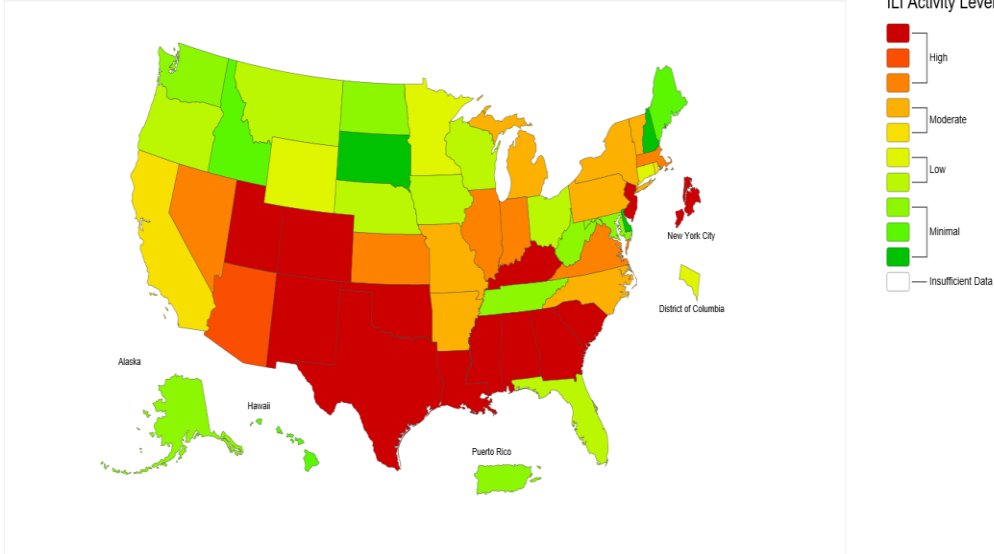 ILI Activity Level
High
Moderate
Low
Minimal
Insufficient Data
New York City
District of Columbia
Alaska
Hawaii
Puerto Rico